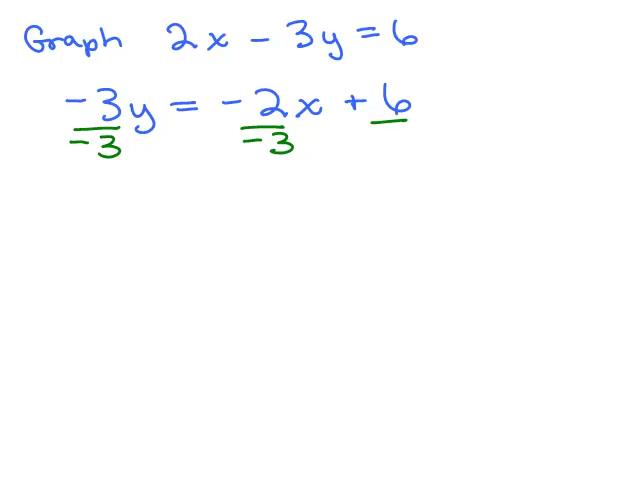 Graph 2x - 3y = 6
-3y = -2x + 6
-3 -3